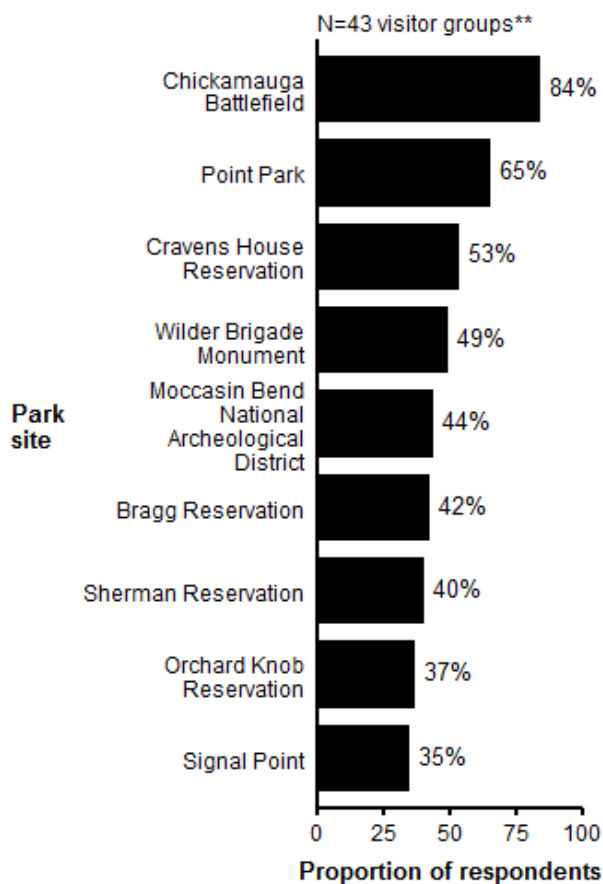 N=43 visitor groups**
Chickamauga
Battlefield
84%
Point Park
65%
Cravens House
Reservation
53%
Wilder Brigade
Monument
49%
Park
site
Moccasin Bend
National
Archeological
District
44%
Bragg Reservation
42%
Sherman Reservation
40%
Orchard Knob
Reservation
37%
Signal Point
35%
0 25 50 75 100
Proportion of respondents